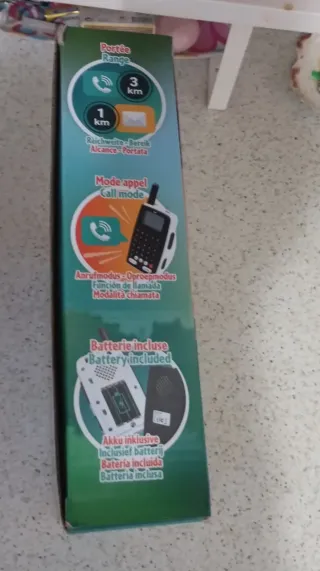 Portée
Range
3
km
1
km
Reichweite - Bereik
Alcance - Portata
Mode appel
Call mode
Anrufmodus - Oproepmodus
Función de llamada
Modalità chiamata
Batterie incluse
Battery included
Akku inklusive
Inclusief batterij
Batería incluida
Batteria inclusa